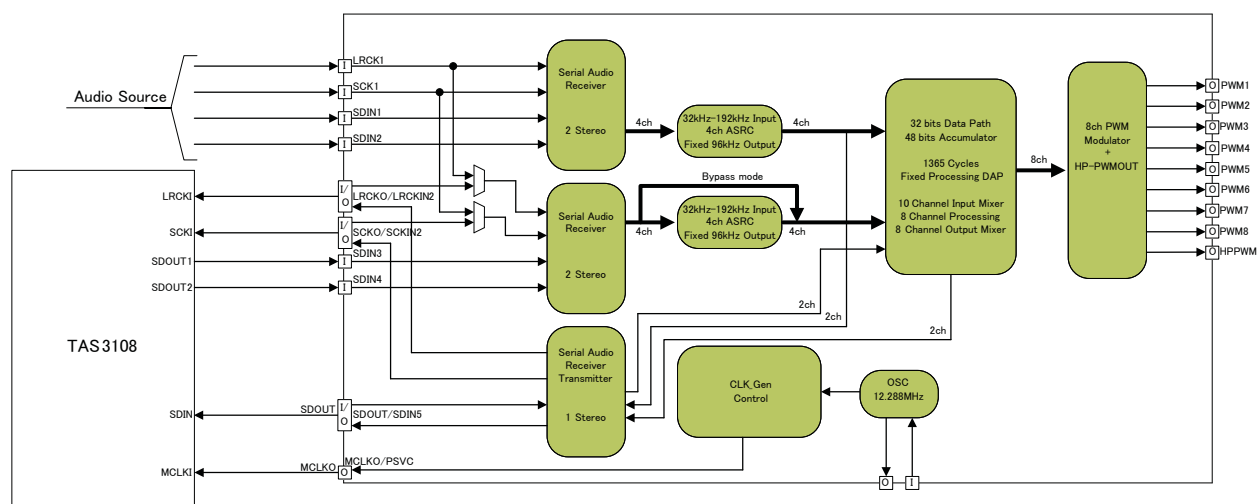 Audio Source
I
LRCK1
I
SCK1
I
SDIN1
I
SDIN2
Serial Audio
Receiver
2 Stereo
4ch
32kHz-192kHz Input
4ch ASRC
Fixed 96kHz Output
4ch
32 bits Data Path
48 bits Accumulator
1365 Cycles
Fixed Processing DAP
10 Channel Input Mixer
8 Channel Processing
8 Channel Output Mixer
8ch
8ch PWM
Modulator
+
HP-PWMOUT
O PWM1
O PWM2
O PWM3
O PWM4
O PWM5
O PWM6
O PWM7
O PWM8
O HPPWM
TAS3108
LRCKI
I/
O
LRCKO/LRCKIN2
SCKI
I/
O
SCKO/SCKIN2
SDOUT1
I
SDIN3
SDOUT2
I
SDIN4
Serial Audio
Receiver
2 Stereo
Bypass mode
4ch
32kHz-192kHz Input
4ch ASRC
Fixed 96kHz Output
4ch
2ch
2ch
2ch
Serial Audio
Receiver
Transmitter
1 Stereo
CLK_Gen
Control
OSC
12.288MHz
SDIN
SDOUT
I/
O
SDOUT/SDIN5
MCLKI
MCLKO
O
MCLKO/PSVC
O
I